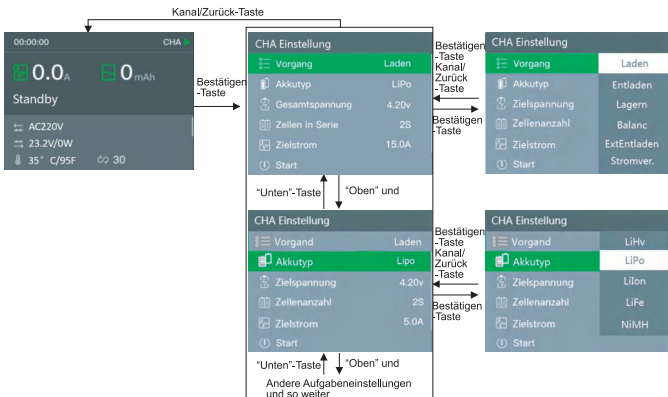 Kanal/Zurück-Taste
00:00:00 CHA
0.0A 0mAh
Standby
AC220V
23.2V/0W
35° C/95F 30
Bestätigen
-Taste
CHA Einstellung
Vorgang Laden
Akkutyp LiPo
Gesamtspannung 4.20v
Zellen in Serie 2S
Zielstrom 15.0A
Start
Bestätigen
-Taste
Kanal/
Zurück
-Taste
Bestätigen
-Taste
CHA Einstellung
Vorgang
Akkutyp
Zielspannung
Zellenanzahl
Zielstrom
Start
Laden
Entladen
Lagern
Balanc
ExtEntladen
Stromver.
"Unten"-Taste "Oben" und
CHA Einstellung
Vorgand Laden
Akkutyp Lipo
Zielspannung 4.20v
Zellenanzahl 2S
Zielstrom 5.0A
Start
Bestätigen
-Taste
Kanal/
Zurück
-Taste
Bestätigen
-Taste
CHA Einstellung
Vorgand
Akkutyp
Zielspannung
Zellenanzahl
Zielstrom
Start
LiHv
LiPo
LiIon
LiFe
NiMH
"Unten"-Taste "Oben" und
Andere Aufgabeneinstellungen
und so weiter